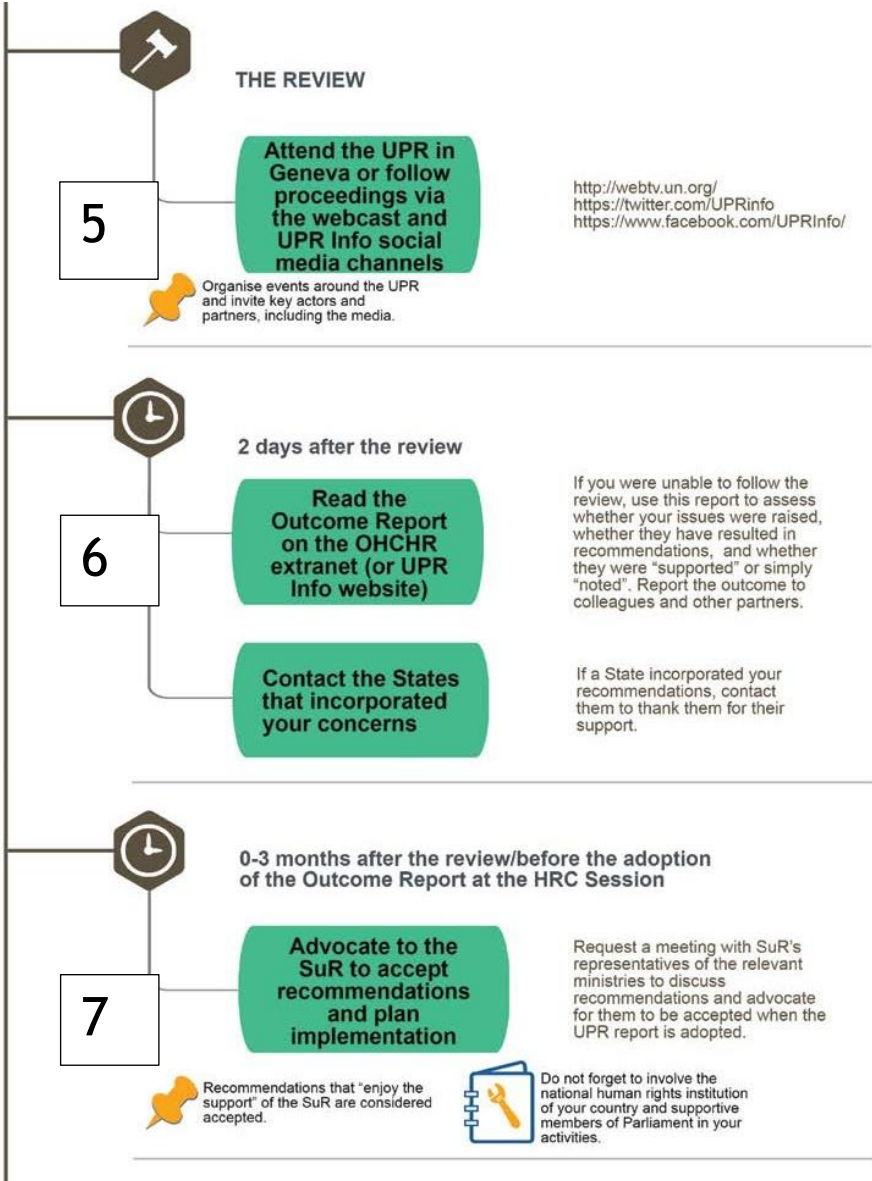 THE REVIEW
5
Attend the UPR in
Geneva or follow
proceedings via
the webcast and
UPR Info social
media channels
http://webtv.un.org/
https://twitter.com/UPRinfo
https://www.facebook.com/UPRInfo/
Organise events around the UPR
and invite key actors and
partners, including the media.
2 days after the review
6
Read the
Outcome Report
on the OHCHR
extranet (or UPR
Info website)
If you were unable to follow the
review, use this report to assess
whether your issues were raised,
whether they have resulted in
recommendations, and whether
they were “supported” or simply
“noted”. Report the outcome to
colleagues and other partners.
Contact the States
that incorporated
your concerns
If a State incorporated your
recommendations, contact
them to thank them for their
support.
0-3 months after the review/before the adoption
of the Outcome Report at the HRC Session
7
Advocate to the
SuR to accept
recommendations
and plan
implementation
Request a meeting with SuR's
representatives of the relevant
ministries to discuss
recommendations and advocate
for them to be accepted when the
UPR report is adopted.
Recommendations that “enjoy the
support” of the SuR are considered
accepted.
Do not forget to involve the
national human rights institution
of your country and supportive
members of Parliament in your
activities.